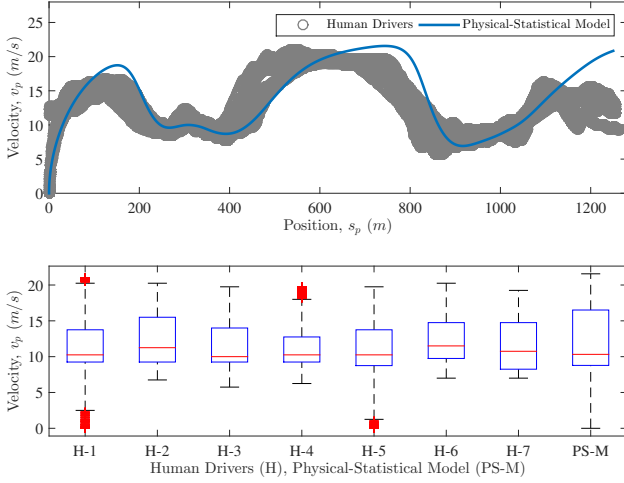 Human Drivers
Physical-Statistical Model
Velocity, v_p (m/s)
25
20
15
10
5
0
0 200 400 600 800 1000 1200
Position, s_p (m)
Velocity, v_p (m/s)
20
15
10
5
0
H-1 H-2 H-3 H-4 H-5 H-6 H-7 PS-M
Human Drivers (H), Physical-Statistical Model (PS-M)